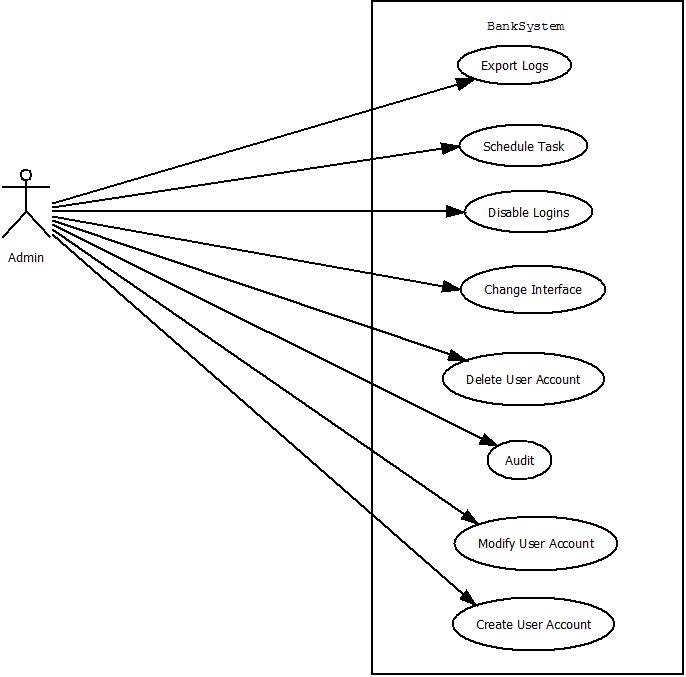 BankSystem
Export Logs
Schedule Task
Disable Logins
Admin
Change Interface
Delete User Account
Audit
Modify User Account
Create User Account